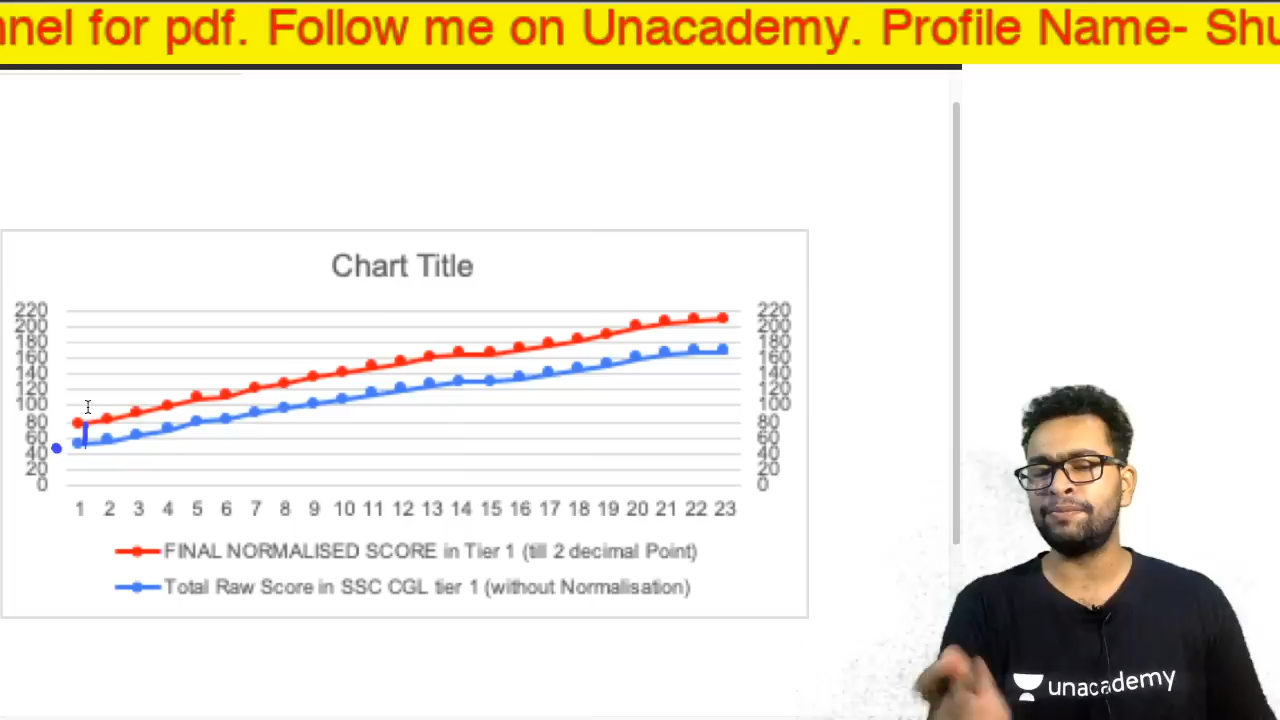 nnel for pdf. Follow me on Unacademy. Profile Name- Shu
Chart Title
220 220
200 200
180 180
160 160
140 140
120 120
100 100
80 80
60 60
40 40
20 20
0 0
1 2 3 4 5 6 7 8 9 10 11 12 13 14 15 16 17 18 19 20 21 22 23
FINAL NORMALISED SCORE in Tier 1 (till 2 decimal Point)
Total Raw Score in SSC CGL tier 1 (without Normalisation)
unacademy